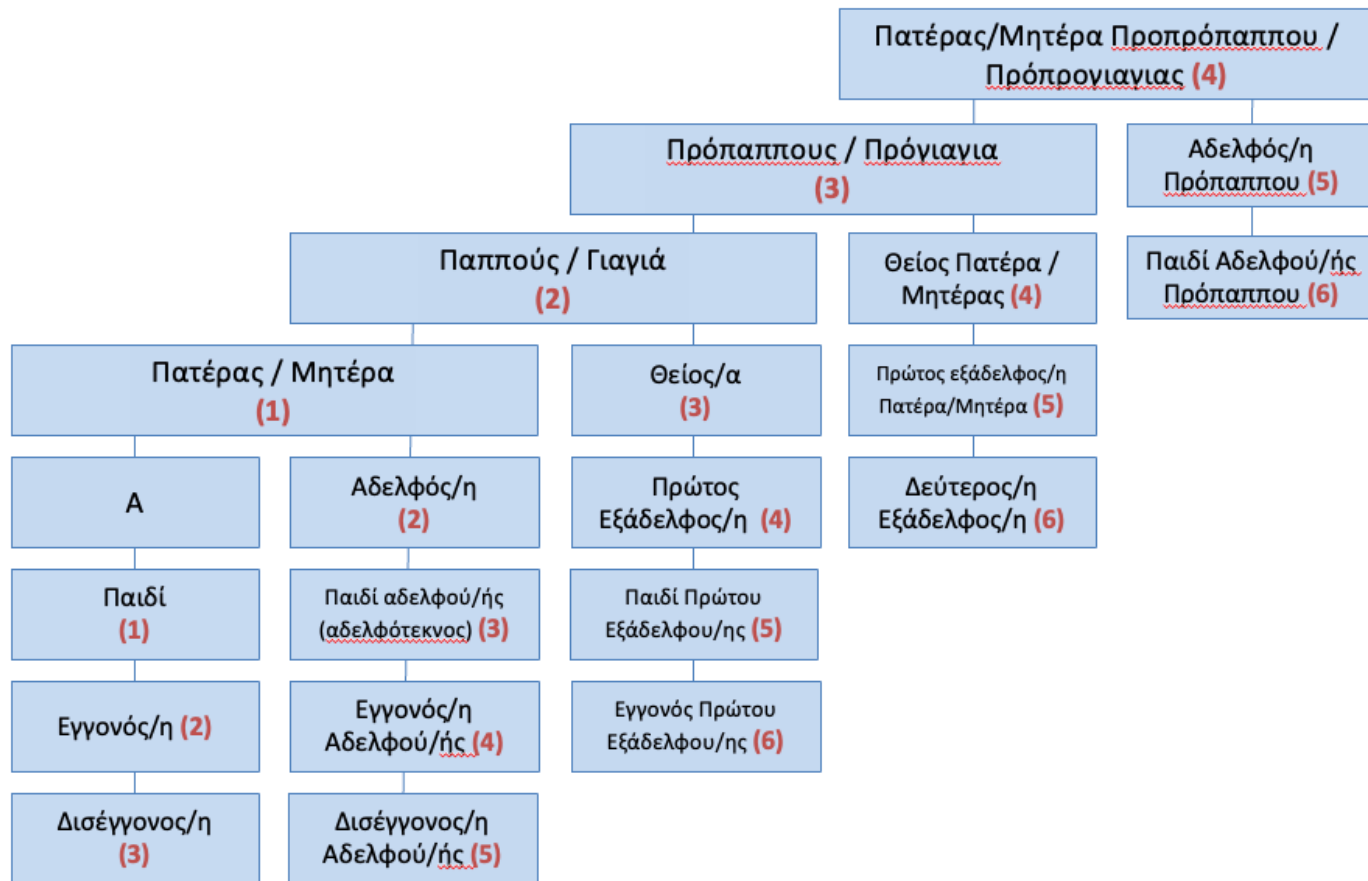 Πατέρας/Μητέρα Προπρόπαππου /
Πρόπρογιαγιας (4)
Πρόπαππους / Πρόγιαγια
(3)
Αδελφός/η
Πρόπαππου (5)
Παππούς / Γιαγιά
(2)
Θείος Πατέρα /
Μητέρας (4)
Παιδί Αδελφού/ής
Πρόπαππου (6)
Πατέρας / Μητέρα
(1)
Θείος/α
(3)
Πρώτος εξάδελφος/η
Πατέρα/Μητέρα (5)
Α
Αδελφός/η
(2)
Πρώτος
Εξάδελφος/η (4)
Δεύτερος/η
Εξάδελφος/η (6)
Παιδί
(1)
Παιδί αδελφού/ής
(αδελφότεκνος) (3)
Παιδί Πρώτου
Εξάδελφου/ης (5)
Εγγονός/η (2)
Εγγονός/η
Αδελφού/ής (4)
Εγγονός Πρώτου
Εξάδελφου/ης (6)
Δισέγγονος/η
(3)
Δισέγγονος/η
Αδελφού/ής (5)